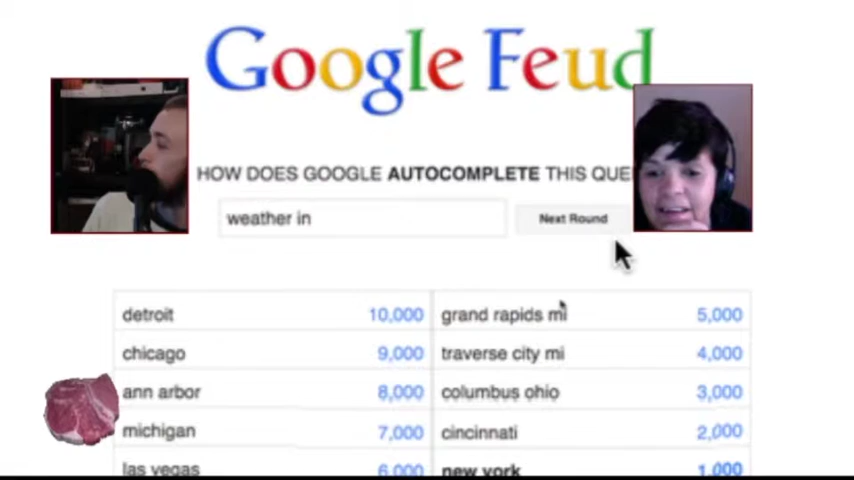 Google Feud
HOW DOES GOOGLE AUTOCOMPLETE THIS
weather in
Next Round
detroit 10,000 grand rapids mi 5,000
chicago 9,000 traverse city mi 4,000
ann arbor 8,000 columbus ohio 3,000
michigan 7,000 cincinnati 2,000
las vegas 6,000 new york 1,000